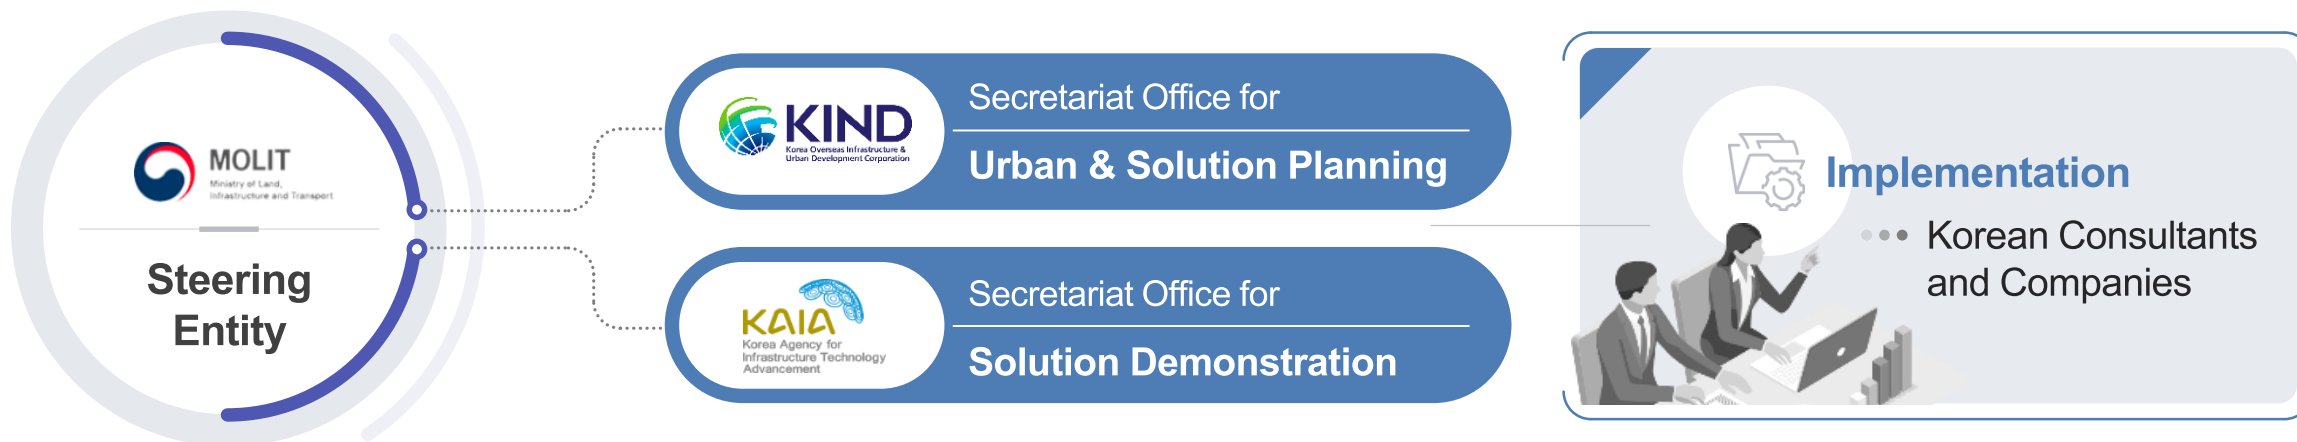 MOLIT
Ministry of Land,
Infrastructure and Transport
Steering
Entity
KIND
Korea Overseas Infrastructure &
Urban Development Corporation
Secretariat Office for
Urban & Solution Planning
KAIA
Korea Agency for
Infrastructure Technology
Advancement
Secretariat Office for
Solution Demonstration
Implementation
Korean Consultants
and Companies